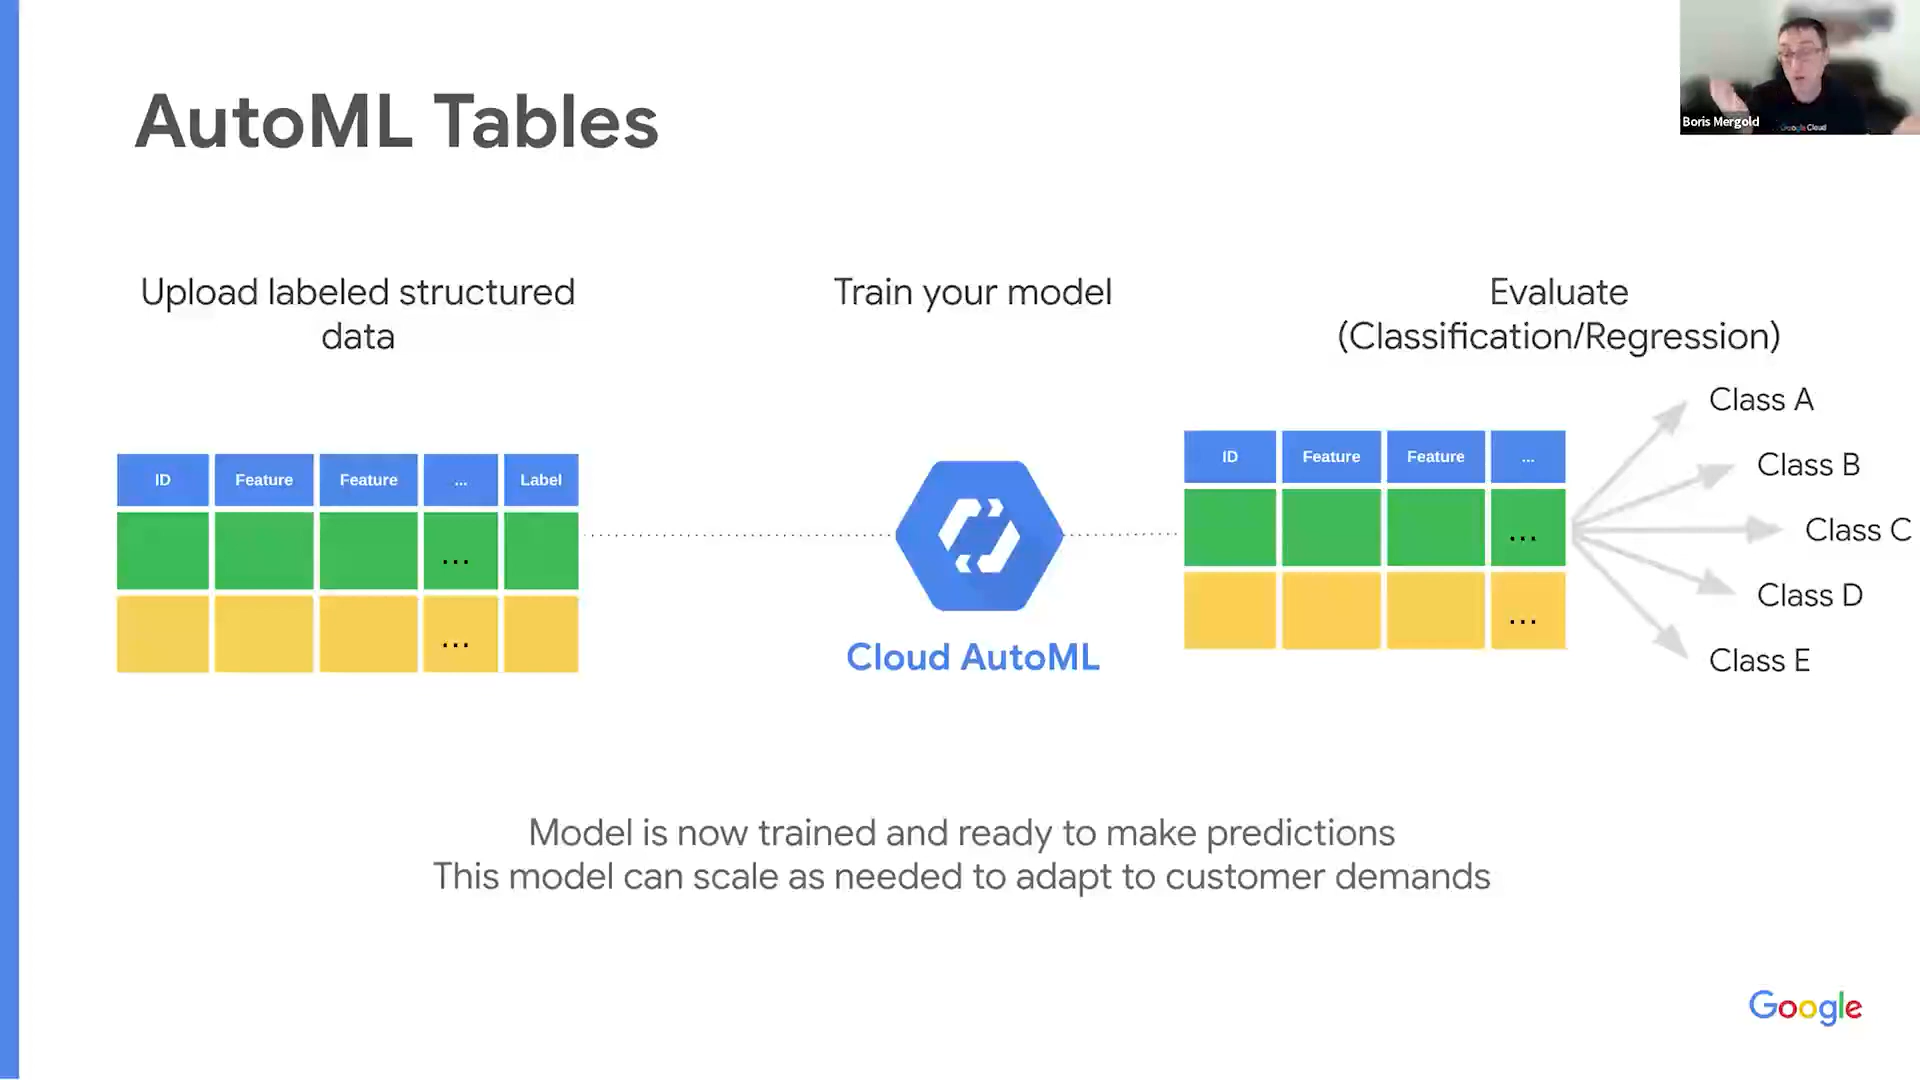 AutoML Tables
Boris Mergold
Google Cloud
Upload labeled structured
data
Train your model
Evaluate
(Classification/Regression)
ID Feature Feature ... Label
...
...
Cloud AutoML
ID Feature Feature ...
...
...
Class A
Class B
Class C
Class D
Class E
Model is now trained and ready to make predictions
This model can scale as needed to adapt to customer demands
Google